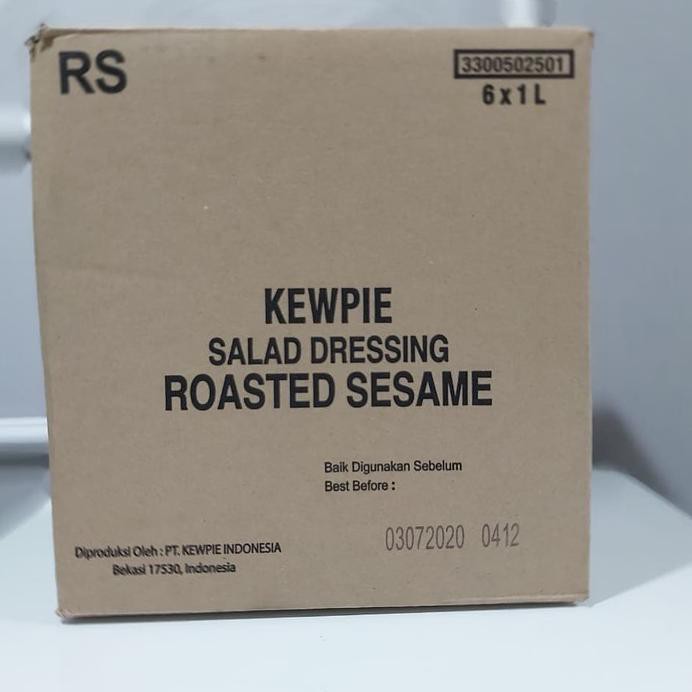 RS
3300502501
6 x 1 L
KEWPIE
SALAD DRESSING
ROASTED SESAME
Baik Digunakan Sebelum
Best Before :
03072020 0412
Diproduksi Oleh : PT. KEWPIE INDONESIA
Bekasi 17530, Indonesia